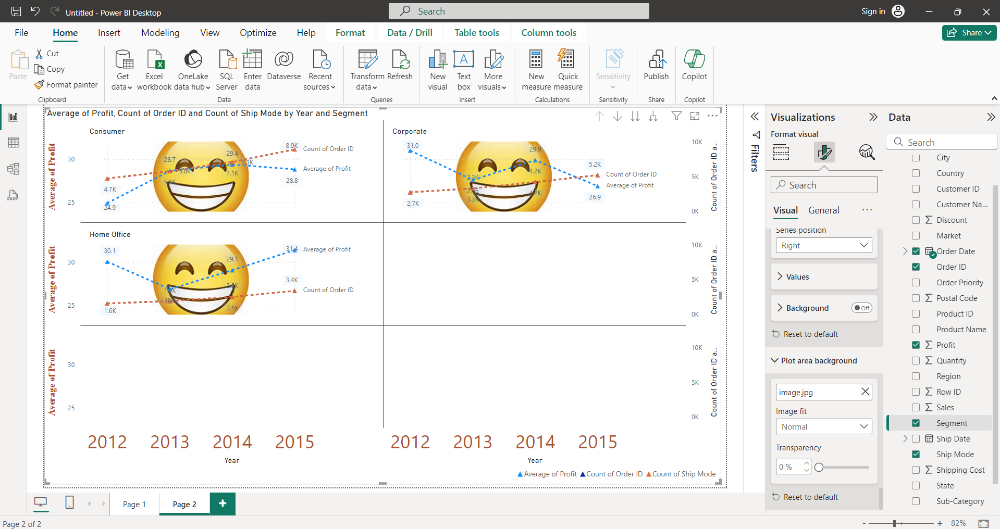 Untitled - Power BI Desktop
Search
Sign in
File Home Insert Modeling View Optimize Help Format Data / Drill Table tools Column tools
Share
Paste
Cut
Copy
Format painter
Clipboard
Get data
Excel workbook
OneLake data hub
SQL Server
Enter data
Dataverse
Recent sources
Data
Transform data
Refresh
Queries
New visual
Text box
More visuals
Insert
New measure
Quick measure
Calculations
Sensitivity
Sensitivity
Publish
Share
Copilot
Copilot
DAX
Average of Profit, Count of Order ID and Count of Ship Mode by Year and Segment
Consumer
Average of Profit
30
25
4.7K
24.9
28.7
5.8K
5.8K
29.4
7.1K
7.1K
8.9K
28.8
Count of Order ID
Average of Profit
Corporate
31.0
2.7K
3.3K
29.9
4.2K
4.2K
5.2K
26.9
Count of Order ID
Average of Profit
10K
5K
0K
Count of Order ID a...
Home Office
Average of Profit
30
25
30.1
1.6K
29.1
2.5K
2.5K
31.4
3.4K
Average of Profit
Count of Order ID
10K
5K
0K
Count of Order ID a...
Average of Profit
30
25
10K
5K
0K
Count of Order ID a...
2012 2013 2014 2015
Year
2012 2013 2014 2015
Year
Average of Profit Count of Order ID Count of Ship Mode
Filters
Visualizations
Format visual
Search
Visual General ...
Series position
Right
Values
Background Off
Reset to default
Plot area background
image.jpg
Image fit
Normal
Transparency
0 %
Reset to default
Data
Search
City
Country
Customer ID
Customer Na...
Discount
Market
Order Date
Order ID
Order Priority
Postal Code
Product ID
Product Name
Profit
Quantity
Region
Row ID
Sales
Segment
Ship Date
Ship Mode
Shipping Cost
State
Sub-Category
Page 1
Page 2
+
Page 2 of 2
- + 82%